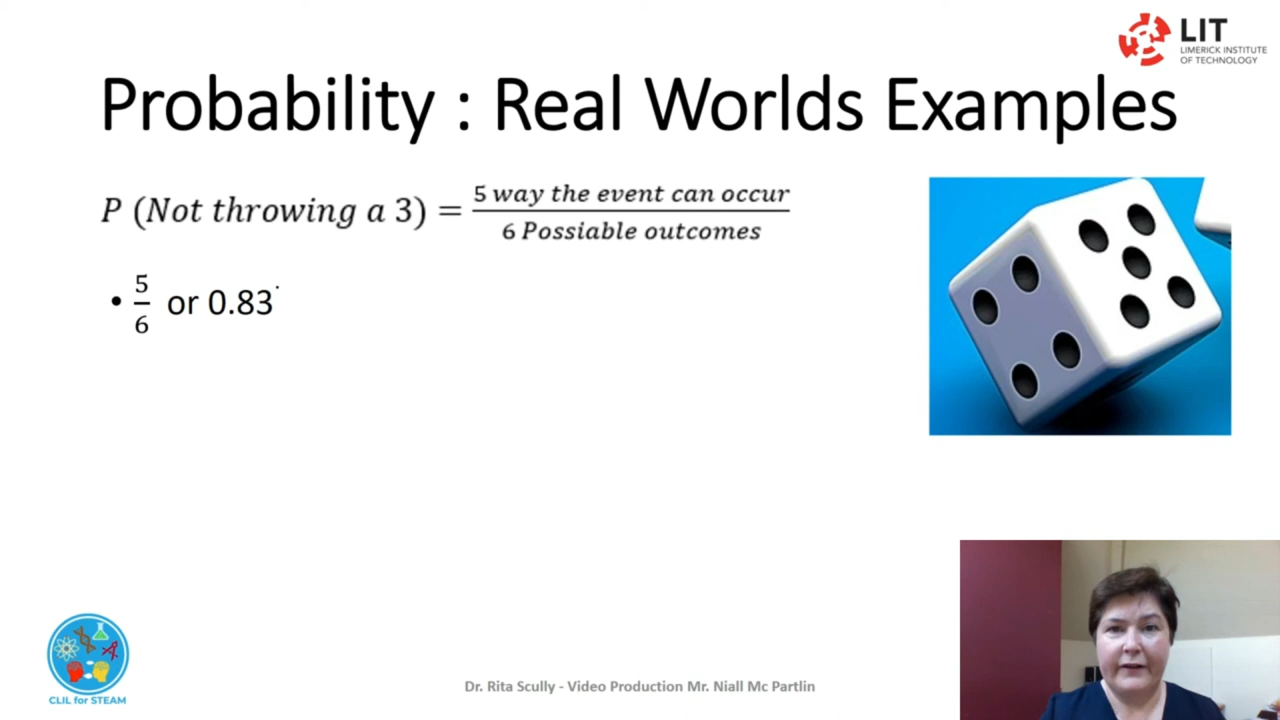 LIT
LIMERICK INSTITUTE
OF TECHNOLOGY
Probability : Real Worlds Examples
P (Not throwing a 3) = 5 way the event can occur / 6 Possiable outcomes
• 5/6 or 0.83̇
CLIL for STEAM
Dr. Rita Scully - Video Production Mr. Niall Mc Partlin